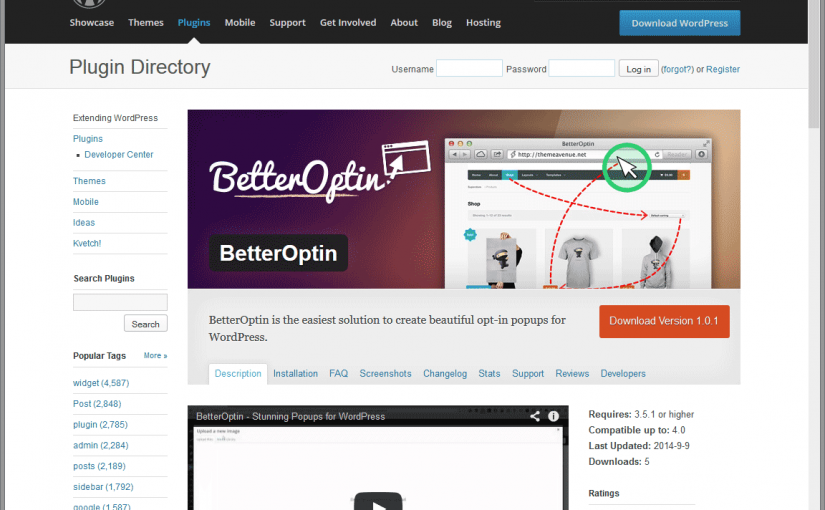 Showcase Themes Plugins Mobile Support Get Involved About Blog Hosting Download WordPress
Plugin Directory
Username Password Log in (forgot?) or Register
Extending WordPress
Plugins
Developer Center
Themes
Mobile
Ideas
Kvetch!
Search Plugins
Search
Popular Tags More »
widget (4,587)
Post (2,848)
plugin (2,785)
admin (2,284)
posts (2,189)
sidebar (1,792)
google (1,587)
BetterOptin
BetterOptin
BetterOptin
http://themeavenue.net
Reader
Home About Shop Layouts Templates
Shop
BetterOptin is the easiest solution to create beautiful opt-in popups for
WordPress.
Download Version 1.0.1
Description Installation FAQ Screenshots Changelog Stats Support Reviews Developers
BetterOptin - Stunning Popups for WordPress
Upload a new image
Requires: 3.5.1 or higher
Compatible up to: 4.0
Last Updated: 2014-9-9
Downloads: 5
Ratings